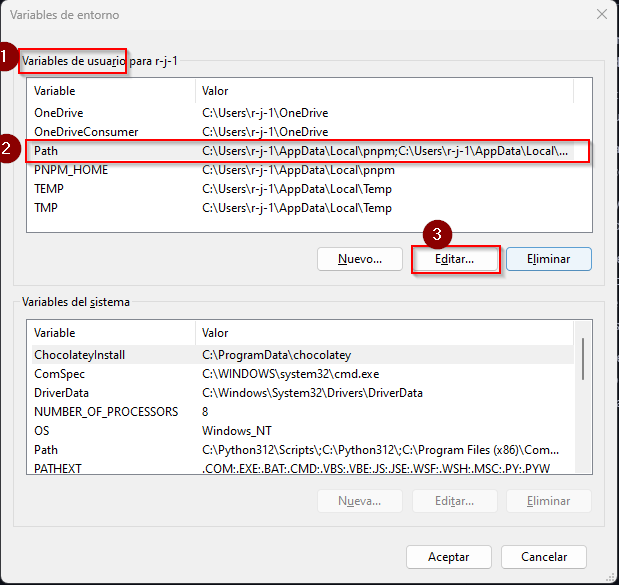 Variables de entorno
1
Variables de usuario para r-j-1
Variable Valor
OneDrive C:\Users\r-j-1\OneDrive
OneDriveConsumer C:\Users\r-j-1\OneDrive
2
Path C:\Users\r-j-1\AppData\Local\pnpm;C:\Users\r-j-1\AppData\Local\...
PNPM_HOME C:\Users\r-j-1\AppData\Local\pnpm
TEMP C:\Users\r-j-1\AppData\Local\Temp
TMP C:\Users\r-j-1\AppData\Local\Temp
3
Nuevo... Editar... Eliminar
Variables del sistema
Variable Valor
ChocolateyInstall C:\ProgramData\chocolatey
ComSpec C:\WINDOWS\system32\cmd.exe
DriverData C:\Windows\System32\Drivers\DriverData
NUMBER_OF_PROCESSORS 8
OS Windows_NT
Path C:\Python312\Scripts\;C:\Python312\;C:\Program Files (x86)\Com...
PATHEXT .COM;.EXE;.BAT;.CMD;.VBS;.VBE;.JS;.JSE;.WSF;.WSH;.MSC;.PY;.PYW
Nueva... Editar... Eliminar
Aceptar Cancelar